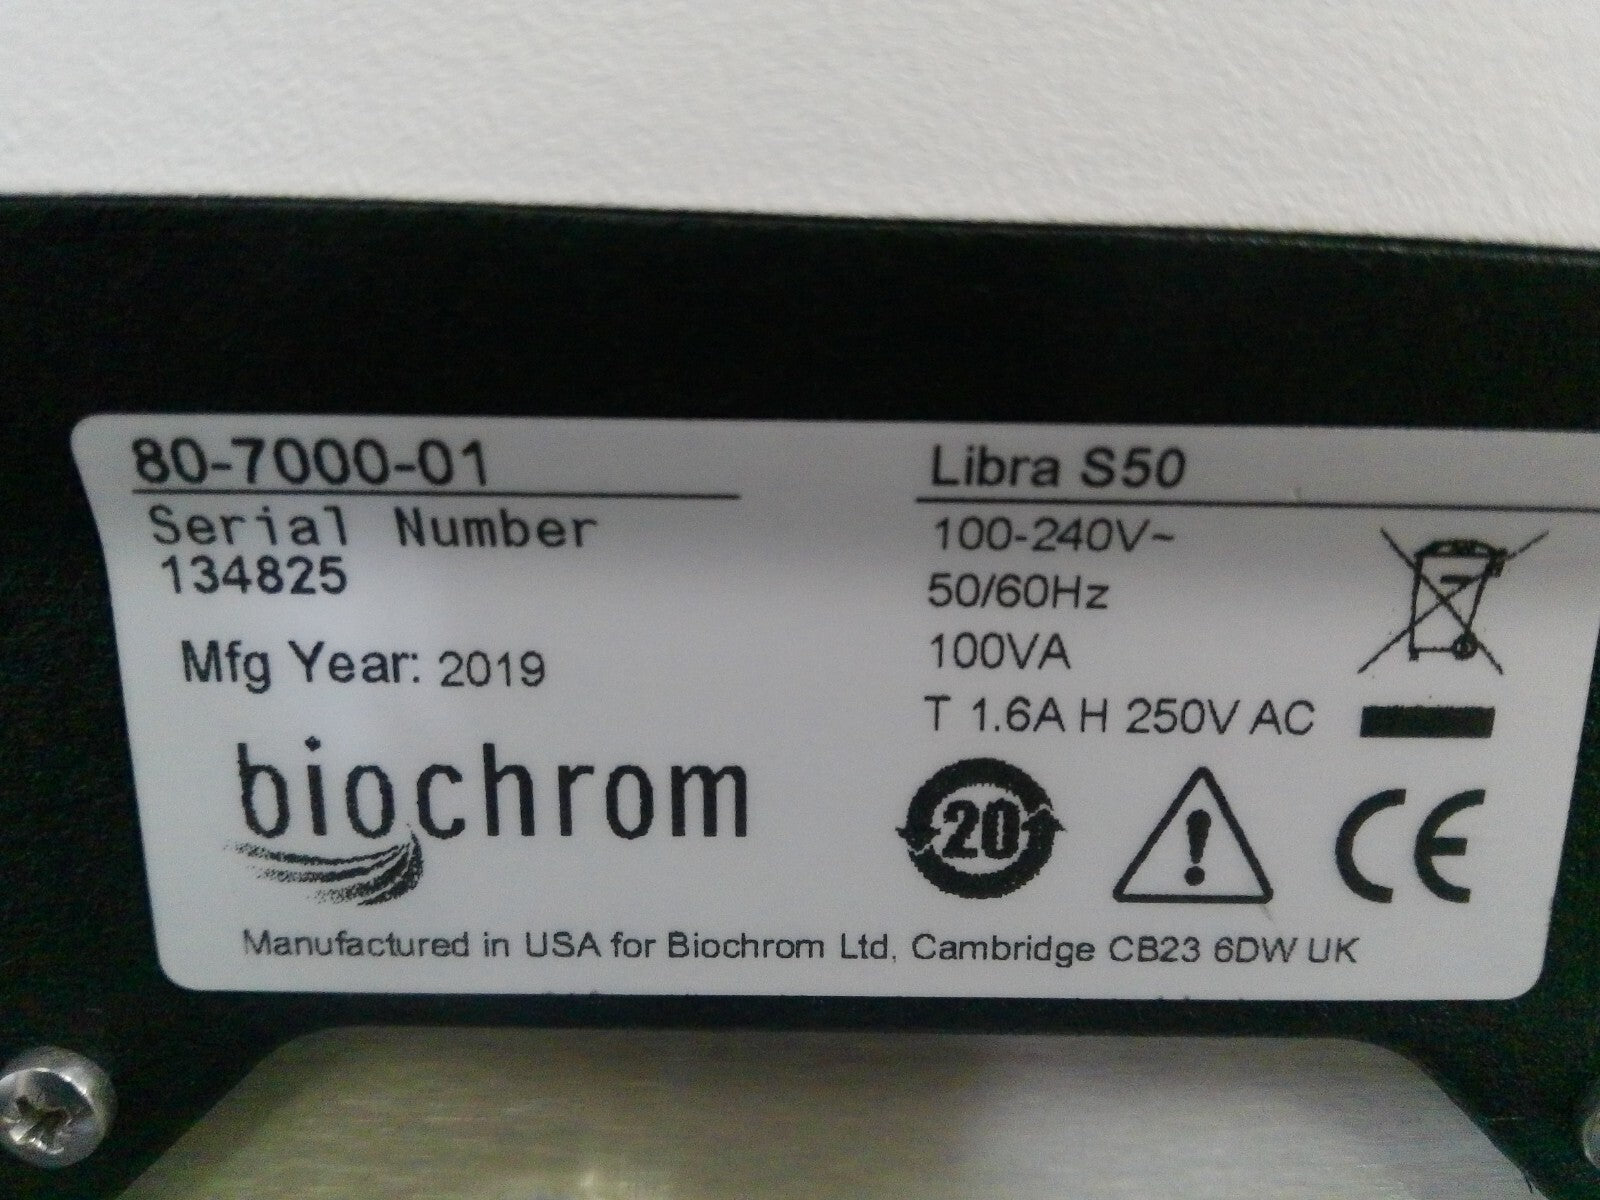 80-7000-01
Serial Number
134825
Mfg Year: 2019
biochrom
Libra S50
100-240V~
50/60Hz
100VA
T 1.6A H 250V AC
20
CE
Manufactured in USA for Biochrom Ltd, Cambridge CB23 6DW UK